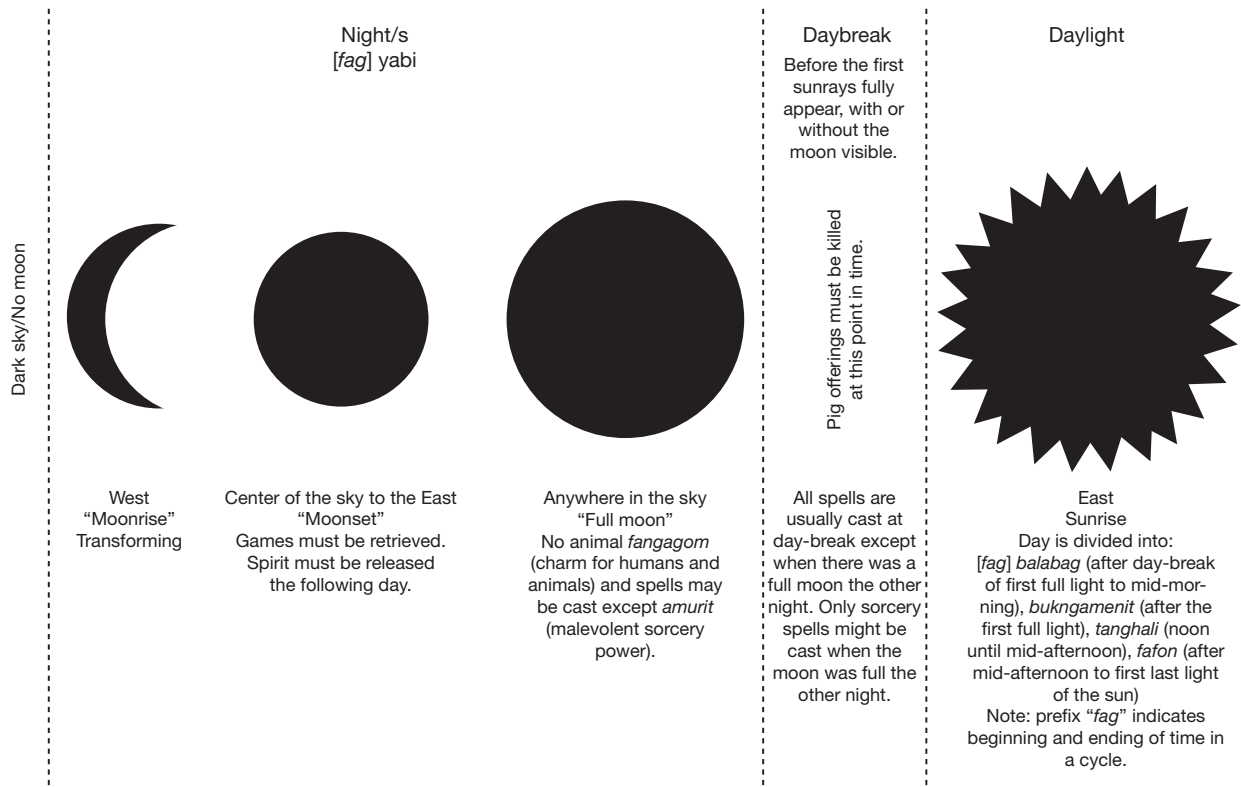 Dark sky/No moon
Night/s
[fag] yabi
West
“Moonrise”
Transforming
Center of the sky to the East
“Moonset”
Games must be retrieved.
Spirit must be released
the following day.
Anywhere in the sky
“Full moon”
No animal fangagom
(charm for humans and
animals) and spells may
be cast except amurit
(malevolent sorcery
power).
Daybreak
Before the first
sunrays fully
appear, with or
without the
moon visible.
Pig offerings must be killed
at this point in time.
All spells are
usually cast at
day-break except
when there was a
full moon the other
night. Only sorcery
spells might be
cast when the
moon was full the
other night.
Daylight
East
Sunrise
Day is divided into:
[fag] balabag (after day-break
of first full light to mid-mor-
ning), bukngamenit (after the
first full light), tanghali (noon
until mid-afternoon), fafon (after
mid-afternoon to first last light
of the sun)
Note: prefix “fag” indicates
beginning and ending of time in
a cycle.